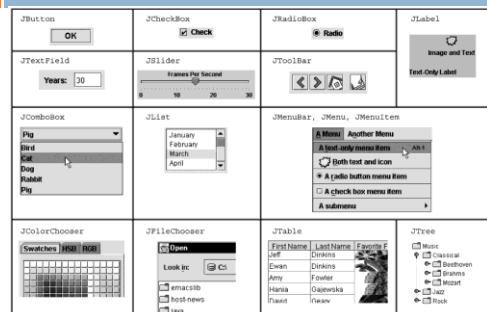 JButton
JCheckBox
JRadioBox
JLabel
OK
Check
Radio
Image and Text
Text-Only Label
JTextField
JSlider
JToolBar
Years: 30
Frames Per Second
0 10 20 30
JComboBox
JList
JMenuBar, JMenu, JMenuItem
Pig
Bird
Cat
Dog
Rabbit
Pig
January
February
March
April
A Menu Another Menu
A text-only menu item Alt-1
Both text and icon
A radio button menu item
A check box menu item
A submenu
JColorChooser
JFileChooser
JTable
JTree
Swatches HSB RGB
Open
Look in: C:
emacslib
host-news
java
First Name Last Name Favorite F
Jeff Dinkins
Ewan Dinkins
Amy Fowler
Hania Gajewska
David Geary
Music
Classical
Beethoven
Brahms
Mozart
Jazz
Rock